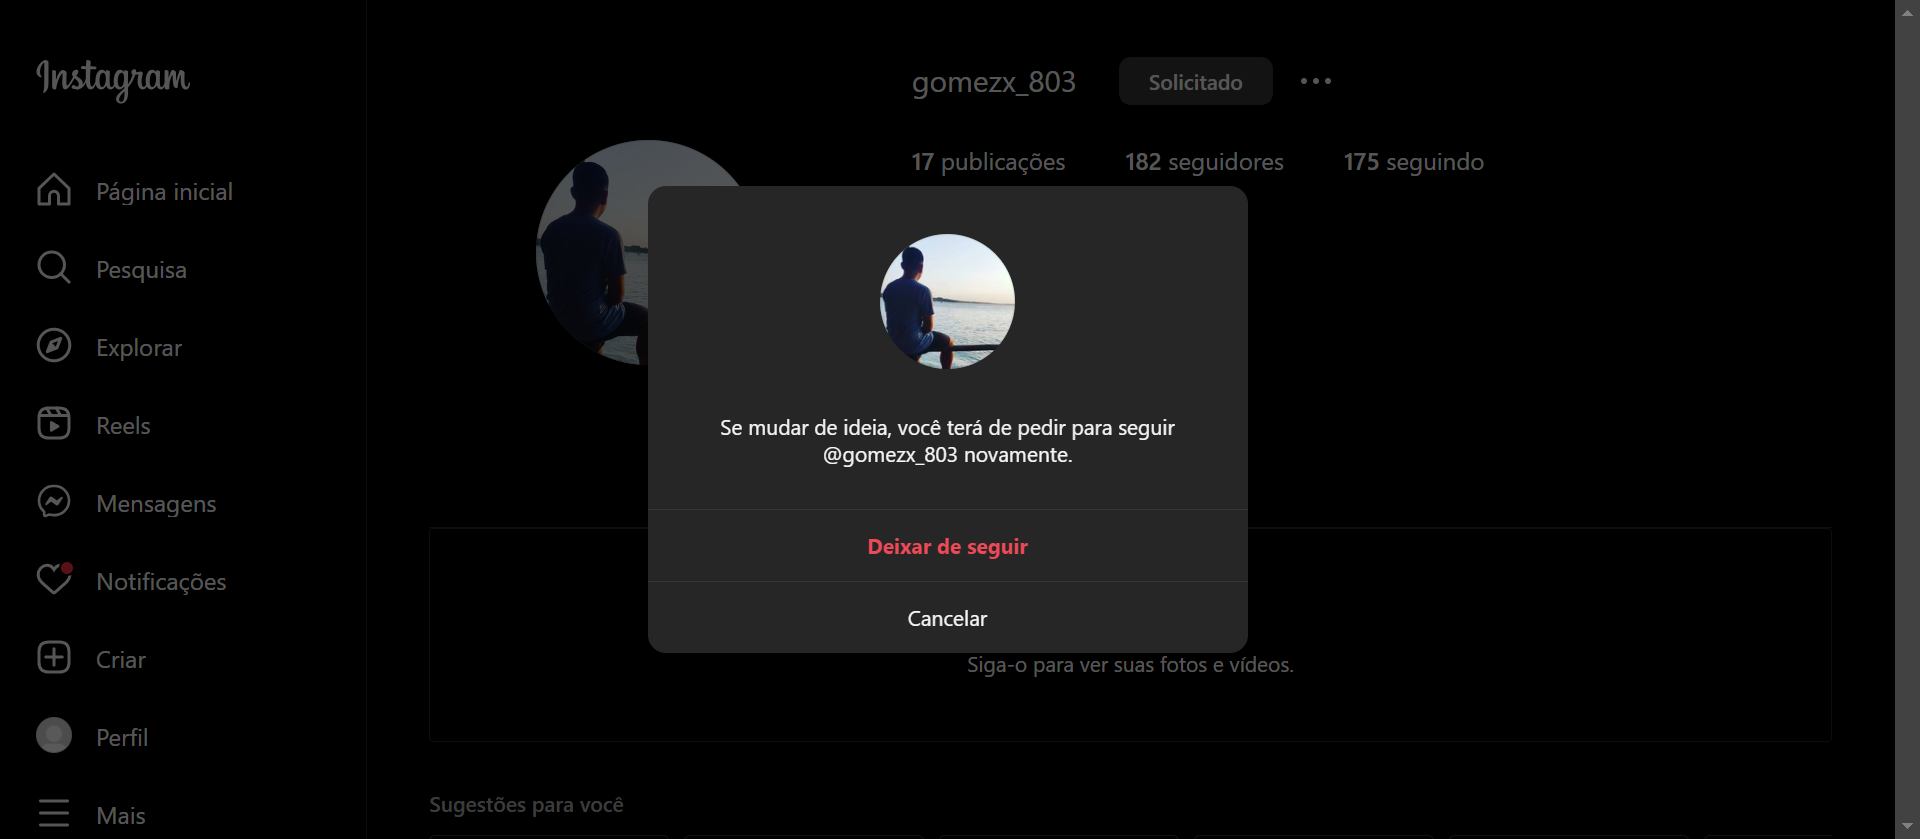 Instagram
Página inicial
Pesquisa
Explorar
Reels
Mensagens
Notificações
Criar
Perfil
Mais
gomezx_803
Solicitado
17 publicações
182 seguidores
175 seguindo
Se mudar de ideia, você terá de pedir para seguir
@gomezx_803 novamente.
Deixar de seguir
Cancelar
Siga-o para ver suas fotos e vídeos.
Sugestões para você